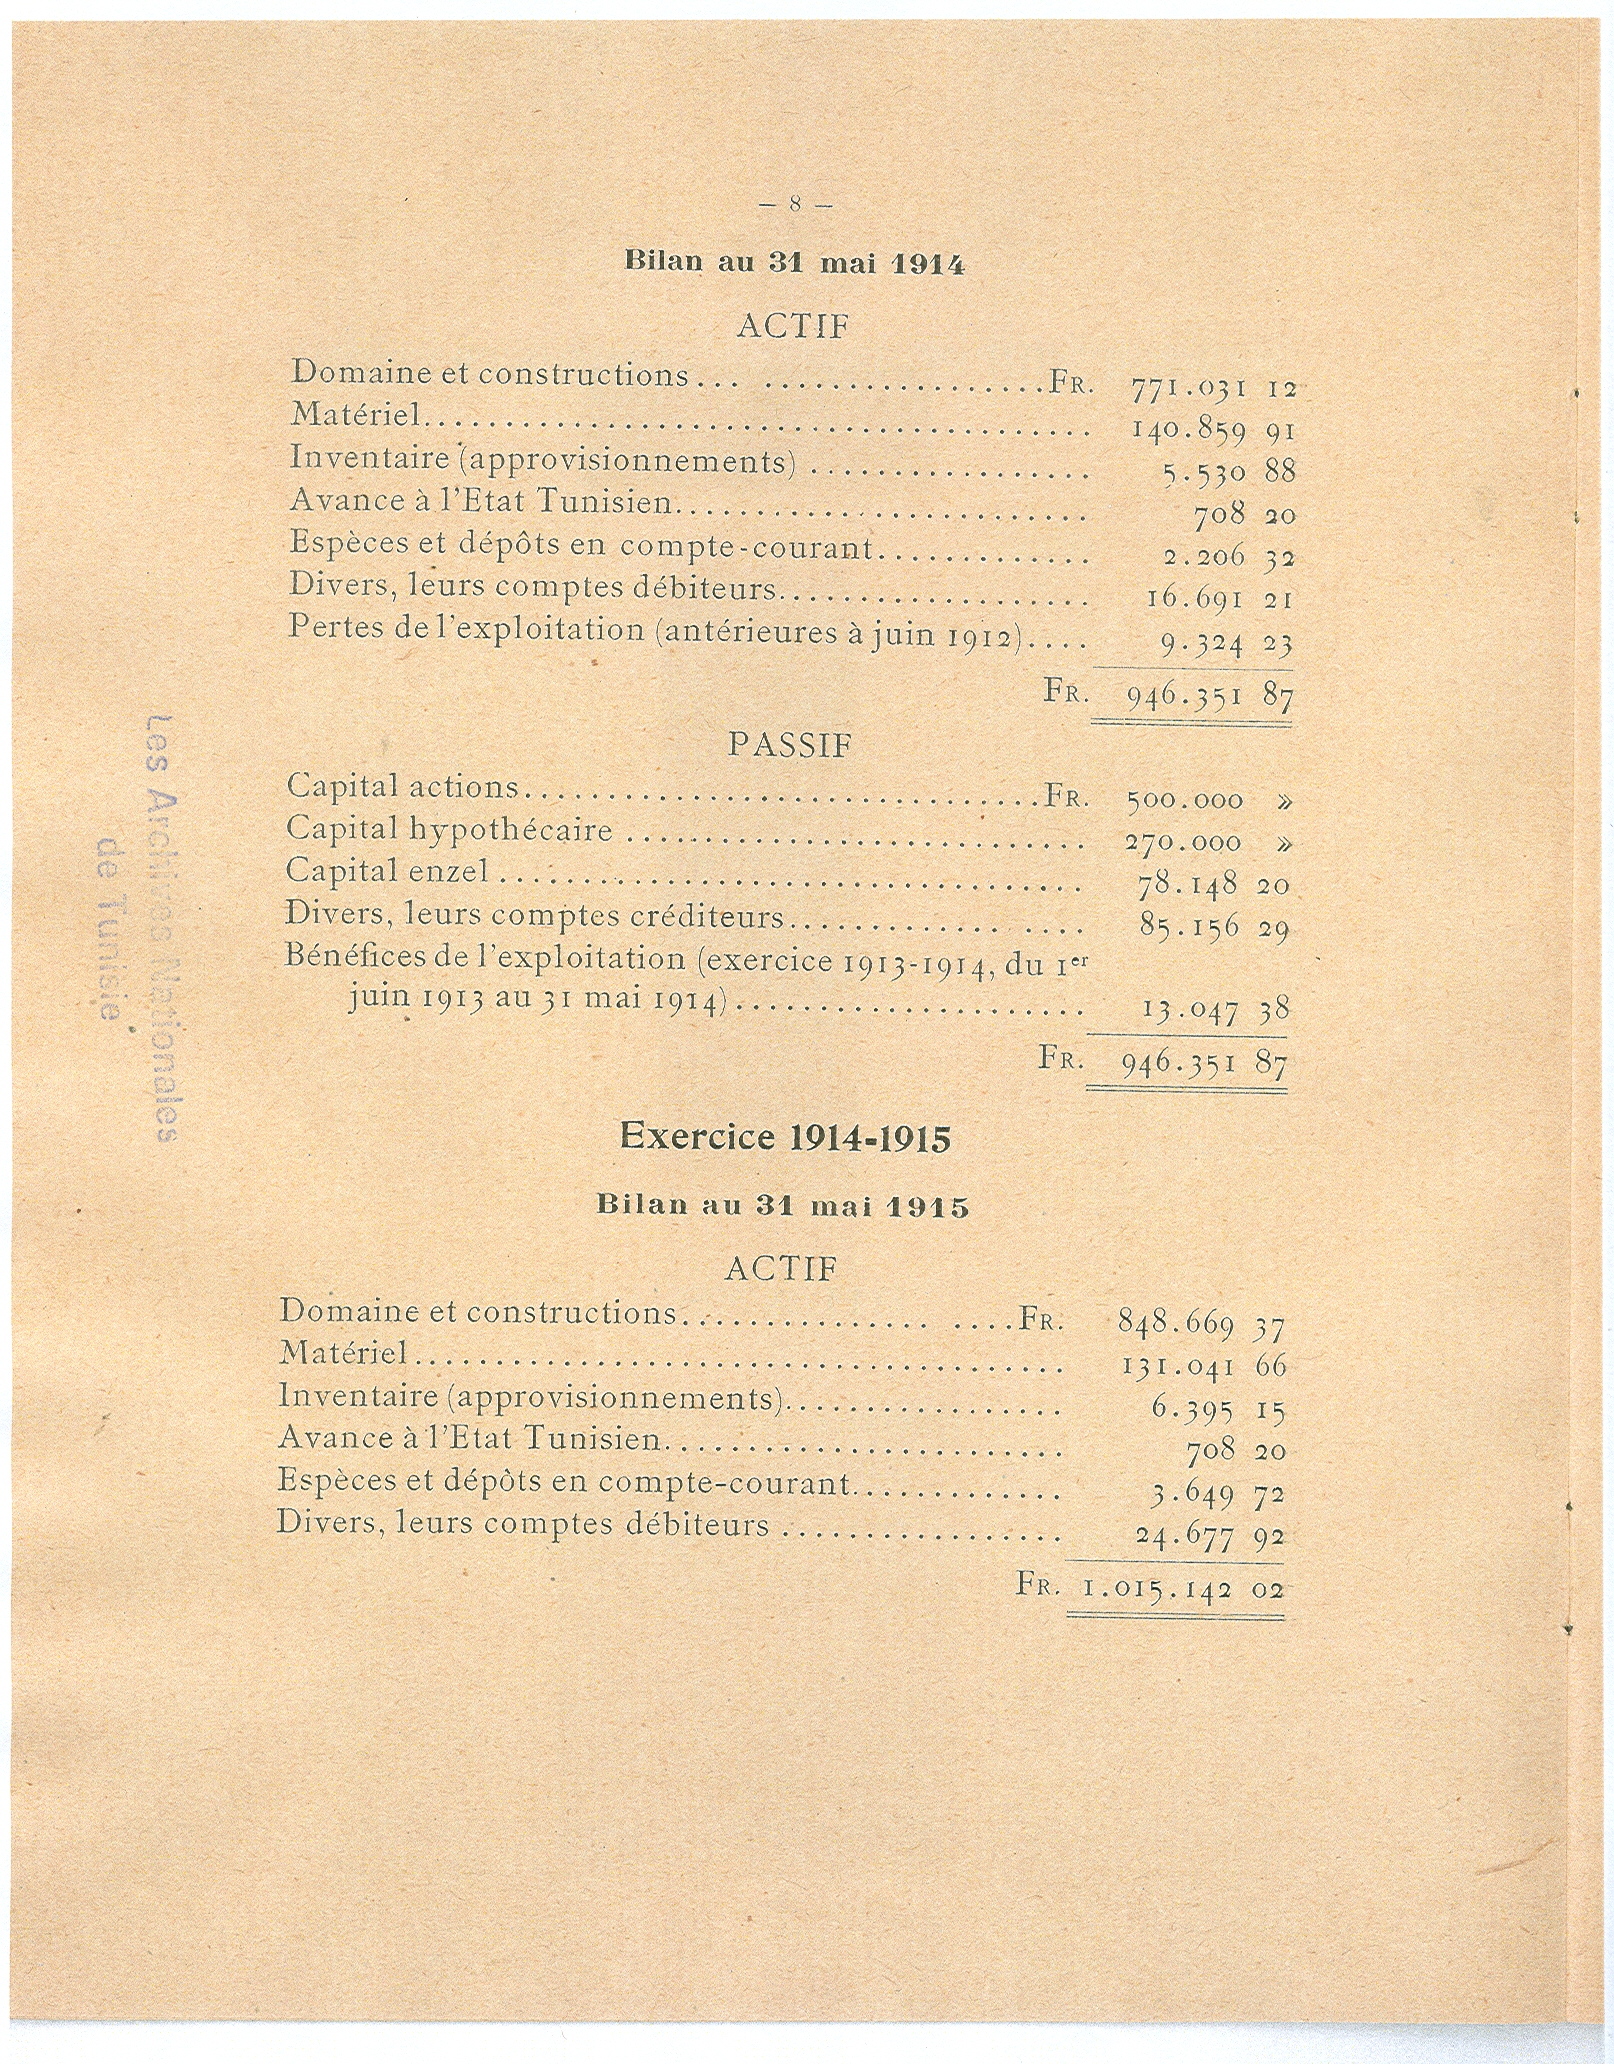 — 8 —
Bilan au 31 mai 1914
ACTIF
Domaine et constructions... ..................FR. 771.031 12
Matériel.......................................... 140.859 91
Inventaire (approvisionnements) .................. 5.530 88
Avance à l'Etat Tunisien.......................... 708 20
Espèces et dépôts en compte-courant.............. 2.206 32
Divers, leurs comptes débiteurs.................... 16.691 21
Pertes de l'exploitation (antérieures à juin 1912).... 9.324 23
FR. 946.351 87
PASSIF
Capital actions.................................FR. 500.000 »
Capital hypothécaire .............................. 270.000 »
Capital enzel ..................................... 78.148 20
Divers, leurs comptes créditeurs.............. .... 85.156 29
Bénéfices de l'exploitation (exercice 1913-1914, du 1er
juin 1913 au 31 mai 1914)...................... 13.047 38
FR. 946.351 87
Exercice 1914-1915
Bilan au 31 mai 1915
ACTIF
Domaine et constructions................ ....FR. 848.669 37
Matériel......................................... 131.041 66
Inventaire (approvisionnements).................. 6.395 15
Avance à l'Etat Tunisien......................... 708 20
Espèces et dépôts en compte-courant............. 3.649 72
Divers, leurs comptes débiteurs .................. 24.677 92
FR. 1.015.142 02
Les Archives Nationales
de Tunisie